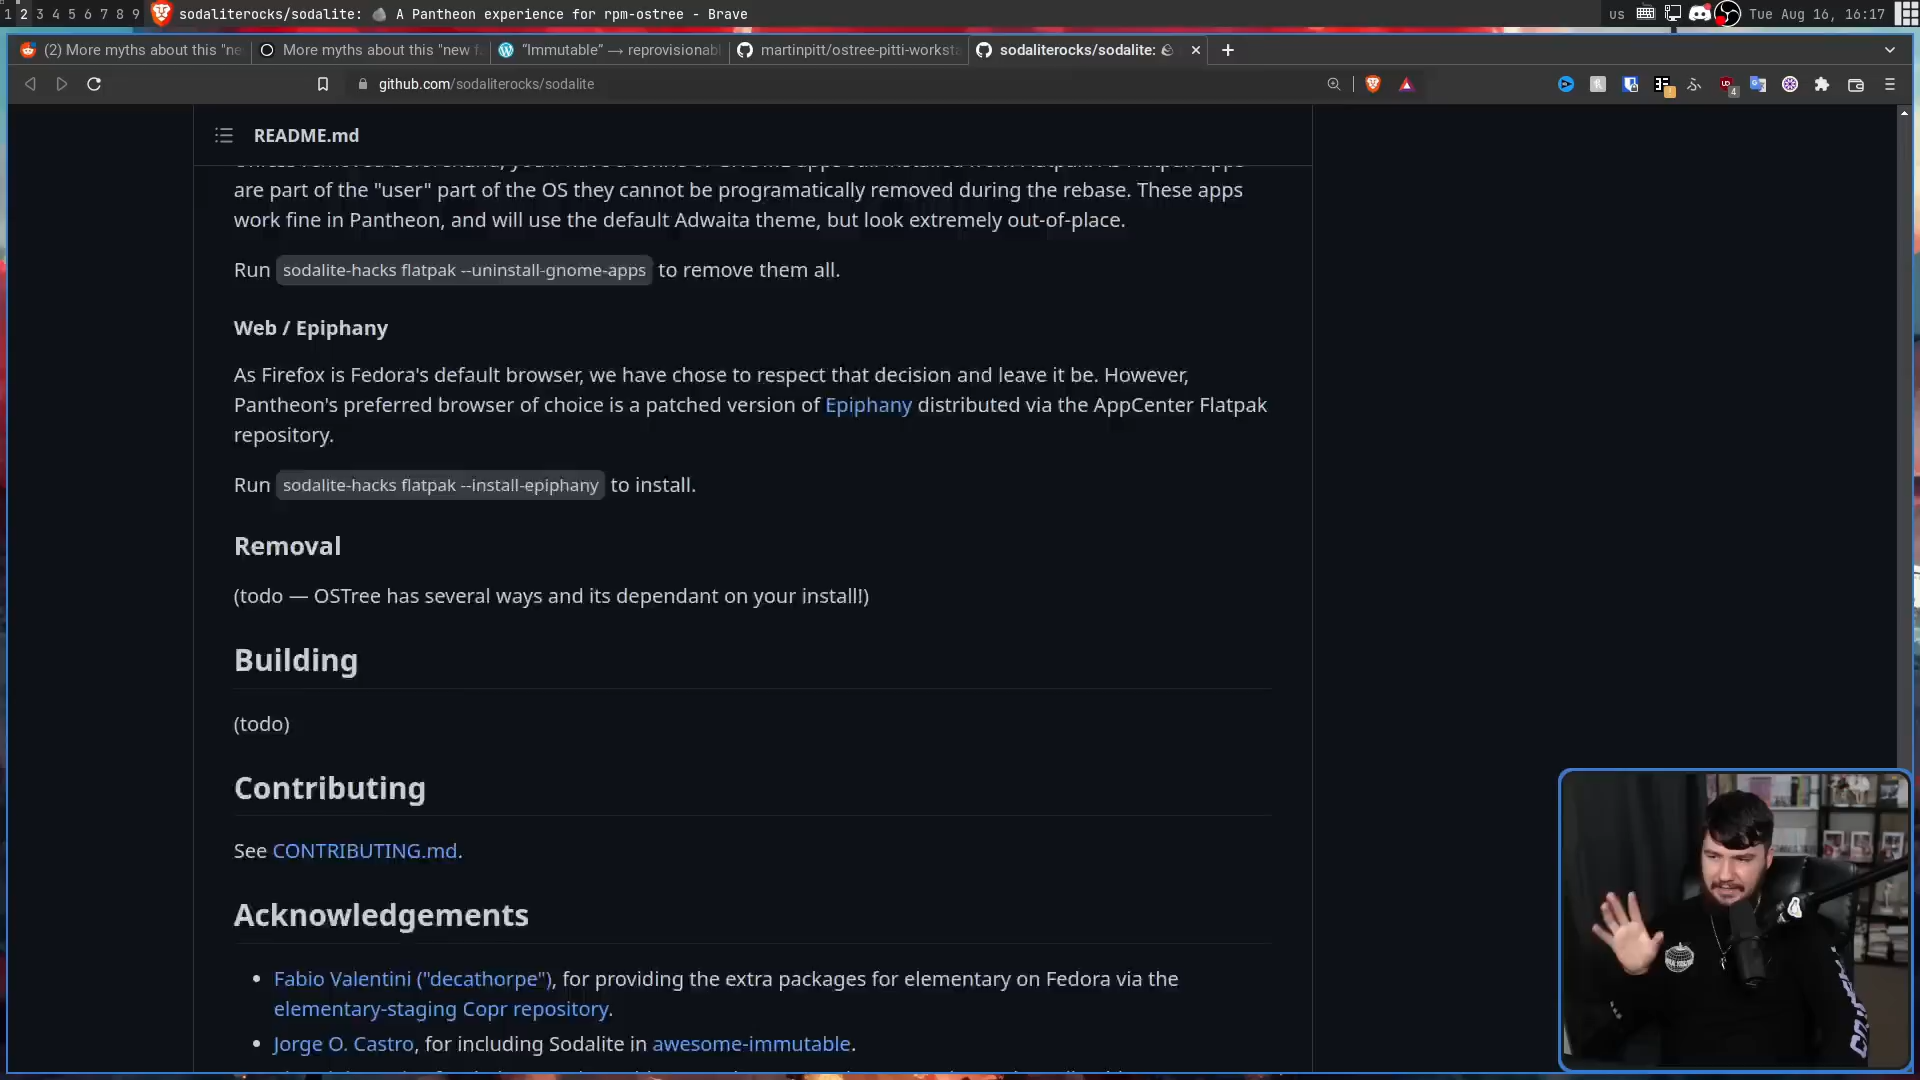 1 2 3 4 5 6 7 8 9 sodaliterocks/sodalite: A Pantheon experience for rpm-ostree - Brave us Tue Aug 16, 16:17
(2) More myths about this "ne More myths about this "new f “Immutable” → reprovisionabl martinpitt/ostree-pitti-worksta sodaliterocks/sodalite:
github.com/sodaliterocks/sodalite
README.md
are part of the "user" part of the OS they cannot be programatically removed during the rebase. These apps
work fine in Pantheon, and will use the default Adwaita theme, but look extremely out-of-place.
Run sodalite-hacks flatpak --uninstall-gnome-apps to remove them all.
Web / Epiphany
As Firefox is Fedora's default browser, we have chose to respect that decision and leave it be. However,
Pantheon's preferred browser of choice is a patched version of Epiphany distributed via the AppCenter Flatpak
repository.
Run sodalite-hacks flatpak --install-epiphany to install.
Removal
(todo — OSTree has several ways and its dependant on your install!)
Building
(todo)
Contributing
See CONTRIBUTING.md.
Acknowledgements
• Fabio Valentini ("decathorpe"), for providing the extra packages for elementary on Fedora via the
elementary-staging Copr repository.
• Jorge O. Castro, for including Sodalite in awesome-immutable.